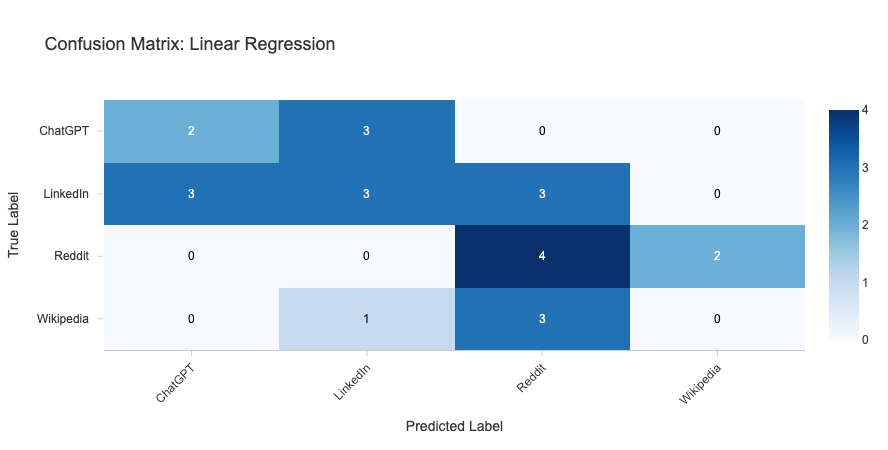 Confusion Matrix: Linear Regression
4
ChatGPT
2
3
0
0
3
LinkedIn
3
3
3
0
2
Reddit
0
0
4
2
1
Wikipedia
0
1
3
0
0
True Label
ChatGPT
LinkedIn
Reddit
Wikipedia
Predicted Label